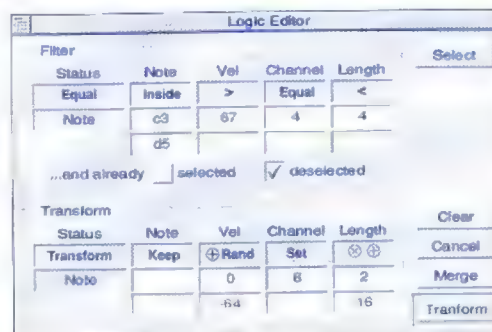 Logic Editor
Filter
Select
Status Note Vel Channel Length
Equal Inside > Equal <
Note c3 67 4 4
d5
...and already selected deselected
Transform
Clear
Status Note Vel Channel Length
Cancel
Transform Keep ⊕Rand Set ⊗⊕
Note 0 6 2
Merge
-64 16
Tranform